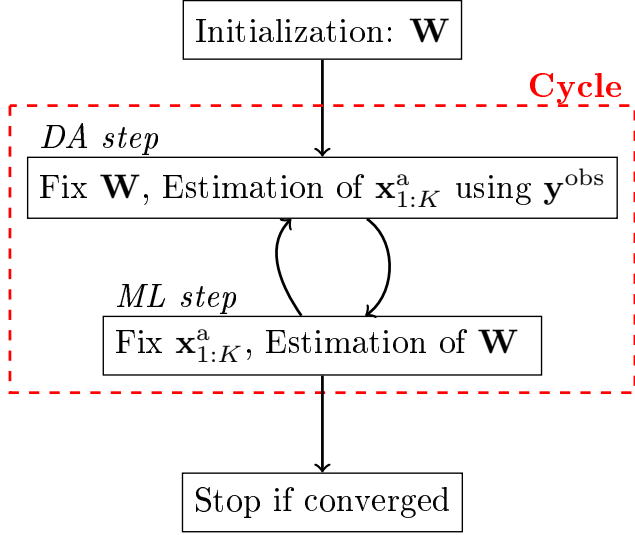 Initialization: W
Cycle
DA step
Fix W, Estimation of x^a_{1:K} using y^obs
ML step
Fix x^a_{1:K}, Estimation of W
Stop if converged